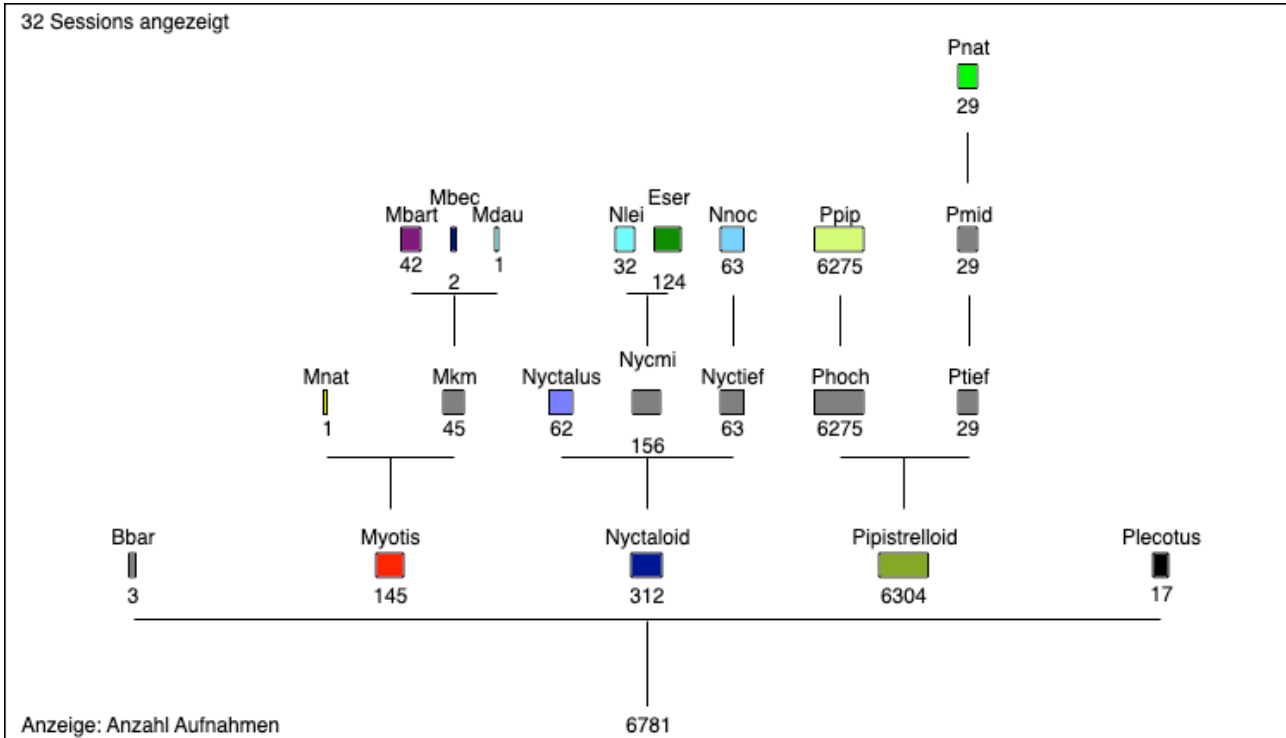 32 Sessions angezeigt
Pnat
29
Mbec
Eser
Mbart Mdau Nlei Nnoc Ppip Pmid
42 1 32 63 6275 29
2 124
Nycmi
Mnat Mkm Nyctalus Nyctief Phoch Ptief
1 45 62 63 6275 29
156
Bbar Myotis Nyctaloid Pipistrelloid Plecotus
3 145 312 6304 17
Anzeige: Anzahl Aufnahmen 6781